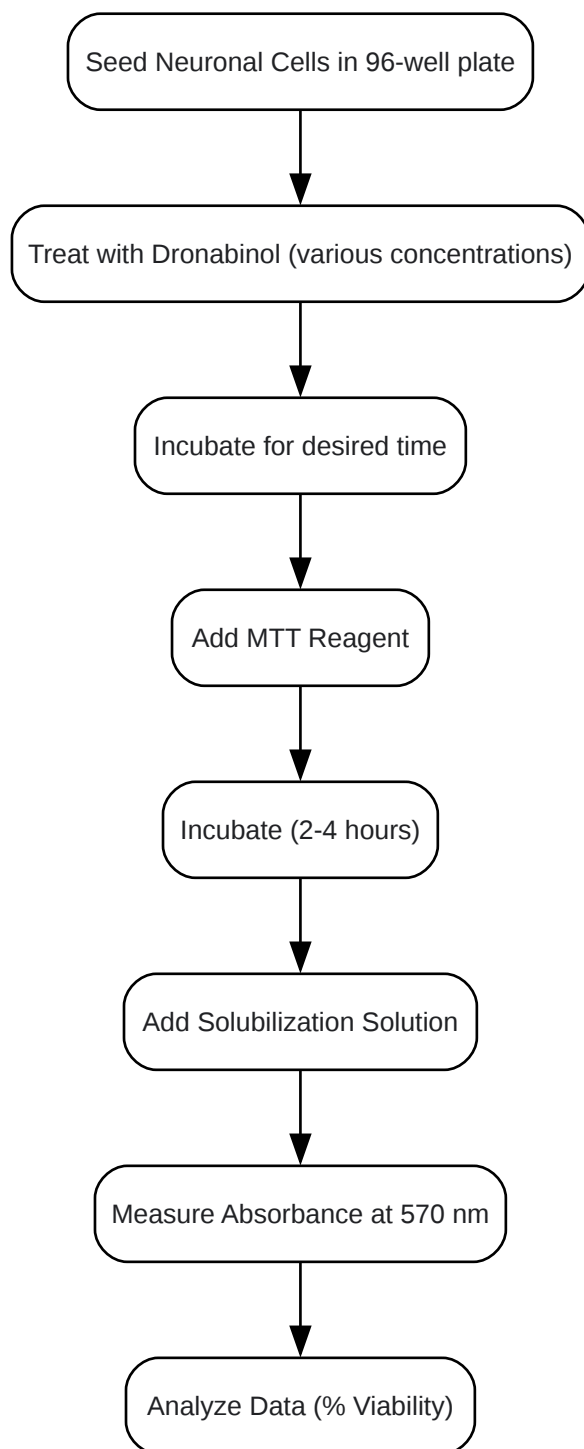 Seed Neuronal Cells in 96-well plate
Treat with Dronabinol (various concentrations)
Incubate for desired time
Add MTT Reagent
Incubate (2-4 hours)
Add Solubilization Solution
Measure Absorbance at 570 nm
Analyze Data (% Viability)